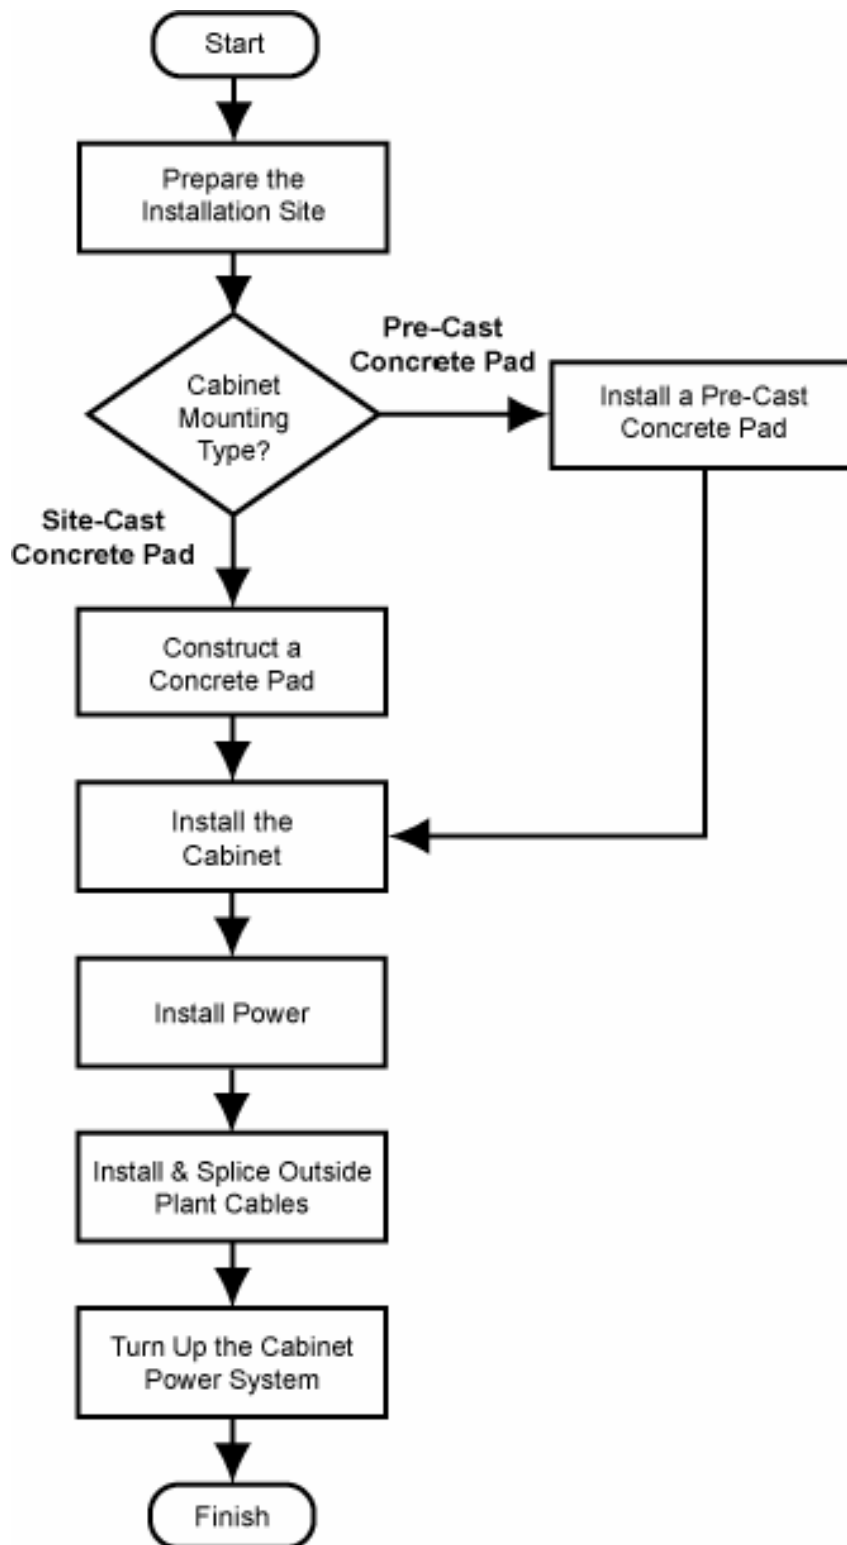 Start
Prepare the
Installation Site
Cabinet
Mounting
Type?
Pre-Cast
Concrete Pad
Install a Pre-Cast
Concrete Pad
Site-Cast
Concrete Pad
Construct a
Concrete Pad
Install the
Cabinet
Install Power
Install & Splice Outside
Plant Cables
Turn Up the Cabinet
Power System
Finish